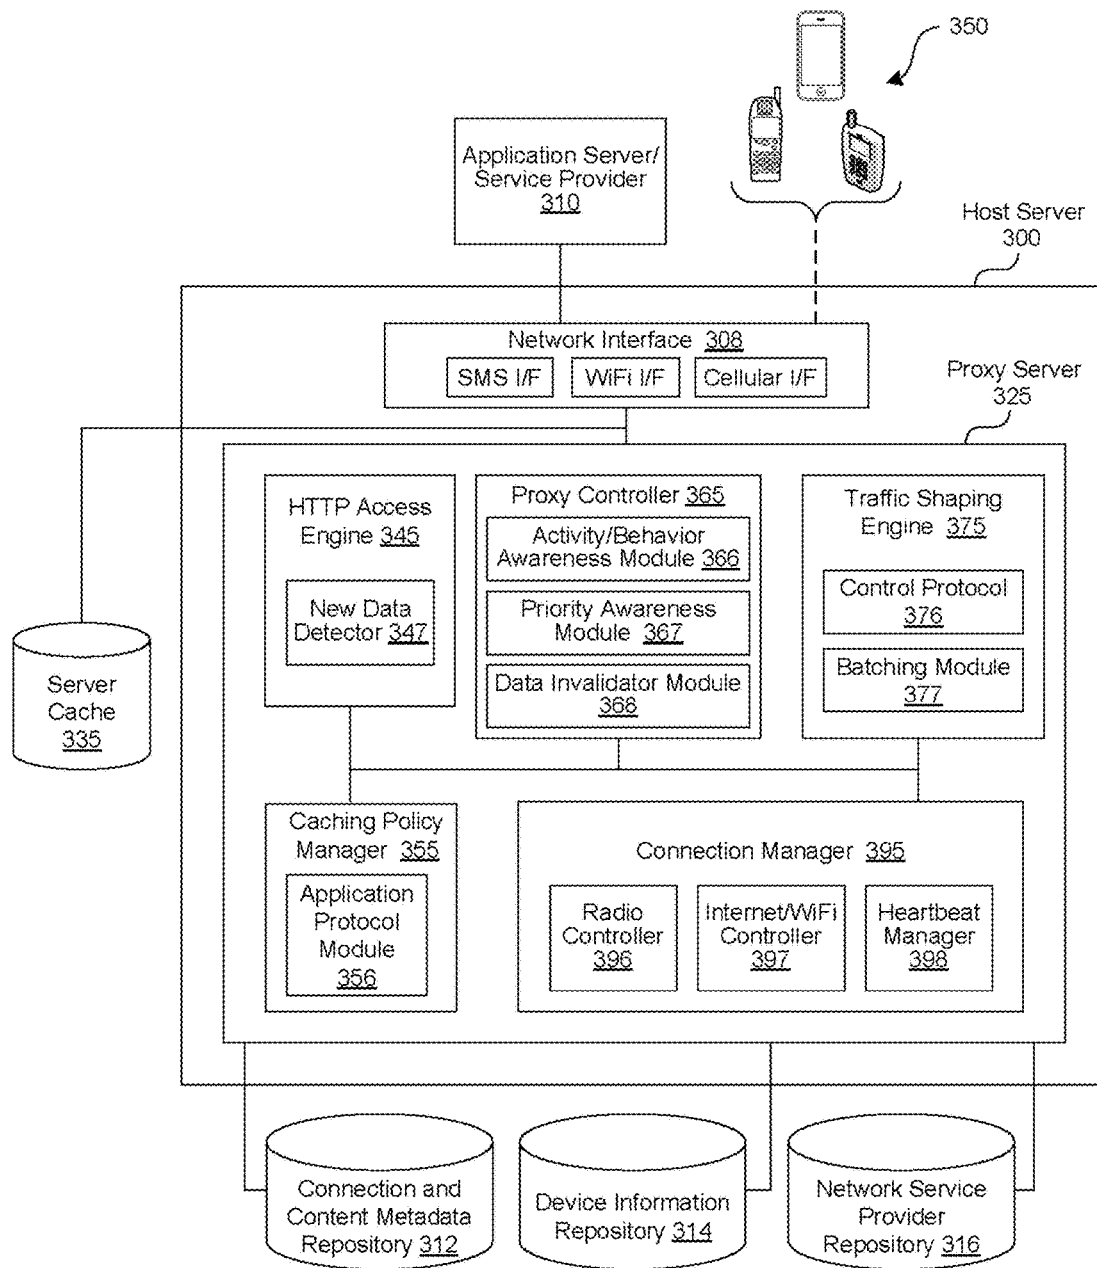 350
Application Server/
Service Provider
310
Host Server
300
Network Interface 308
SMS I/F
WiFi I/F
Cellular I/F
Proxy Server
325
HTTP Access
Engine 345
New Data
Detector 347
Proxy Controller 365
Activity/Behavior
Awareness Module 366
Priority Awareness
Module 367
Data Invalidator Module
368
Traffic Shaping
Engine 375
Control Protocol
376
Batching Module
377
Server
Cache
335
Caching Policy
Manager 355
Application
Protocol
Module
356
Connection Manager 395
Radio
Controller
396
Internet/WiFi
Controller
397
Heartbeat
Manager
398
Connection and
Content Metadata
Repository 312
Device Information
Repository 314
Network Service
Provider
Repository 316